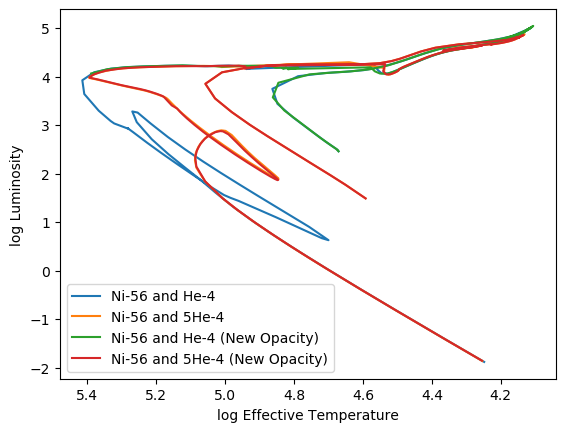 5
4
3
2
1
0
−1
−2
log Luminosity
Ni-56 and He-4
Ni-56 and 5He-4
Ni-56 and He-4 (New Opacity)
Ni-56 and 5He-4 (New Opacity)
5.4 5.2 5.0 4.8 4.6 4.4 4.2
log Effective Temperature